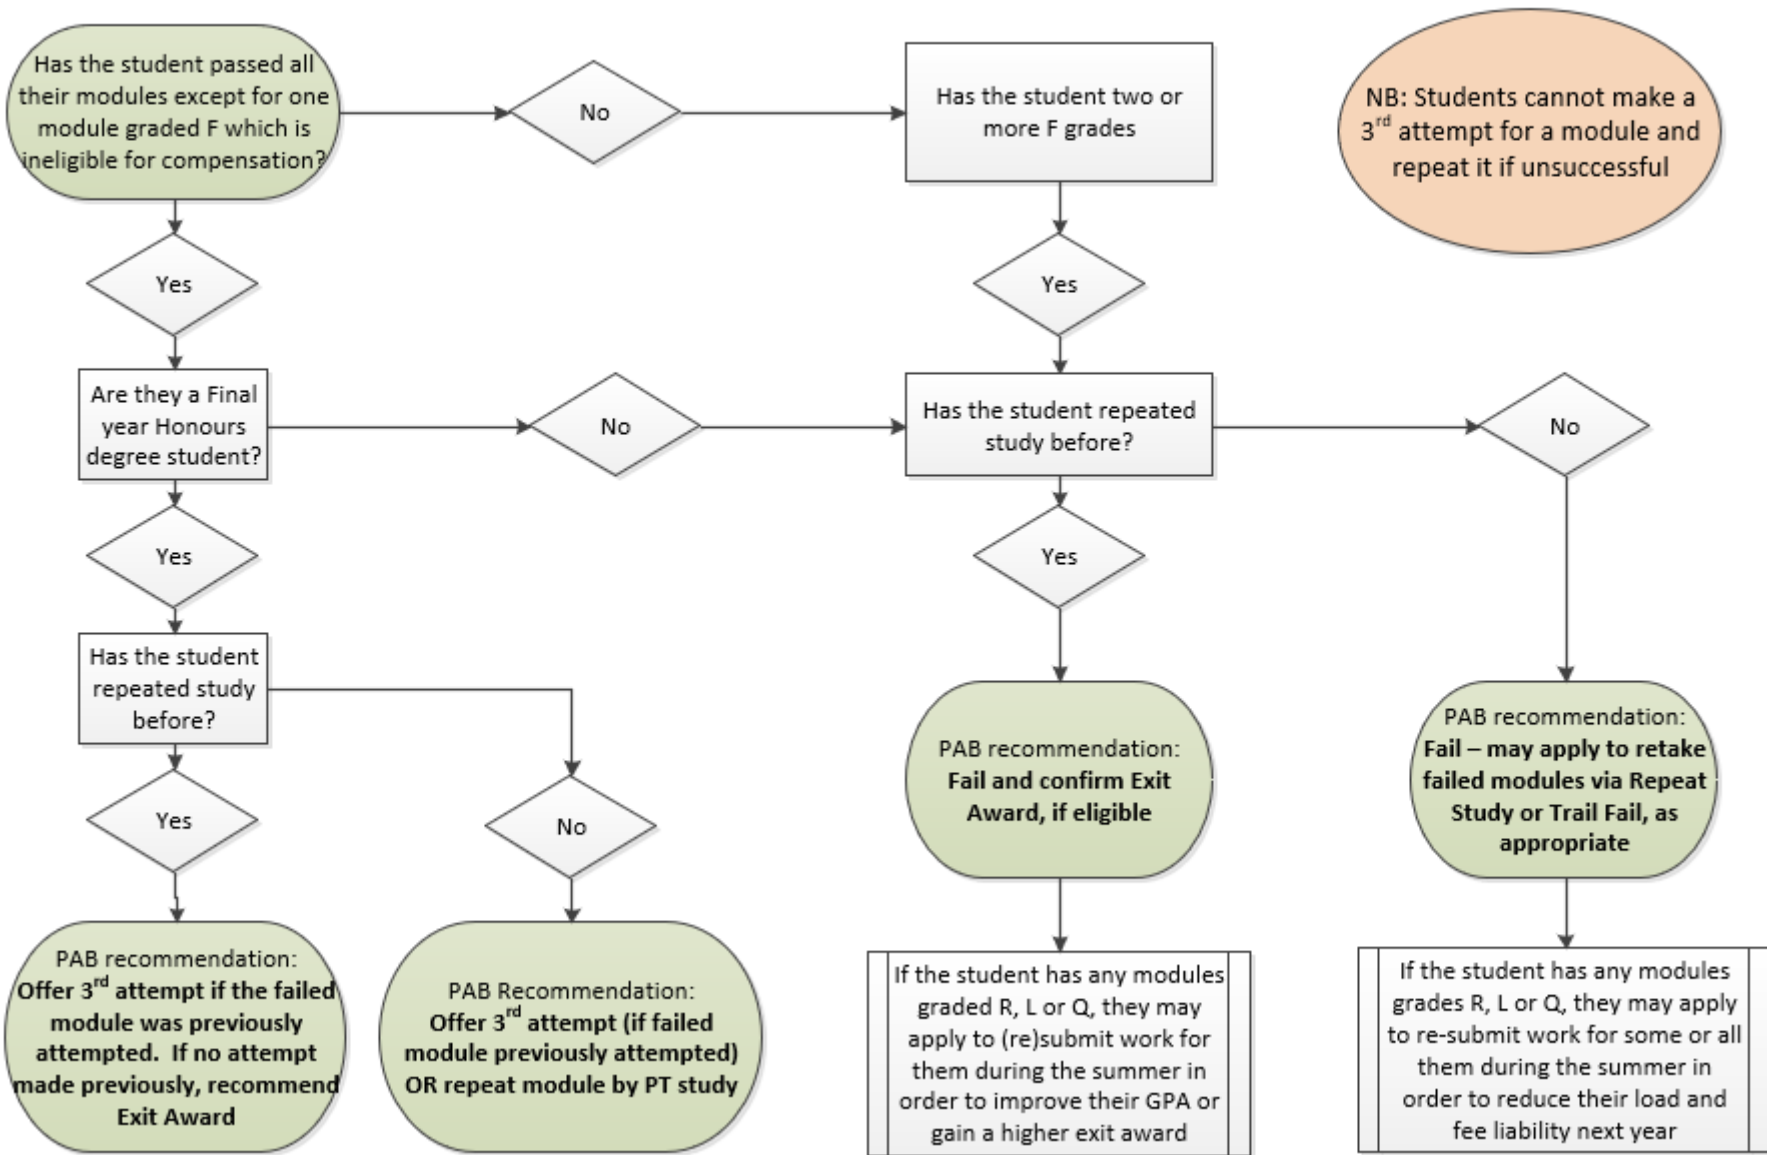 Has the student passed all
their modules except for one
module graded F which is
ineligible for compensation?
No
Has the student two or
more F grades
NB: Students cannot make a
3rd attempt for a module and
repeat it if unsuccessful
Yes
Yes
Are they a Final
year Honours
degree student?
No
Has the student repeated
study before?
No
Yes
Yes
Has the student
repeated study
before?
Yes
No
PAB recommendation:
Fail and confirm Exit
Award, if eligible
PAB recommendation:
Fail – may apply to retake
failed modules via Repeat
Study or Trail Fail, as
appropriate
PAB recommendation:
Offer 3rd attempt if the failed
module was previously
attempted. If no attempt
made previously, recommend
Exit Award
PAB Recommendation:
Offer 3rd attempt (if failed
module previously attempted)
OR repeat module by PT study
If the student has any modules
graded R, L or Q, they may
apply to (re)submit work for
them during the summer in
order to improve their GPA or
gain a higher exit award
If the student has any modules
grades R, L or Q, they may apply
to re-submit work for some or all
them during the summer in
order to reduce their load and
fee liability next year